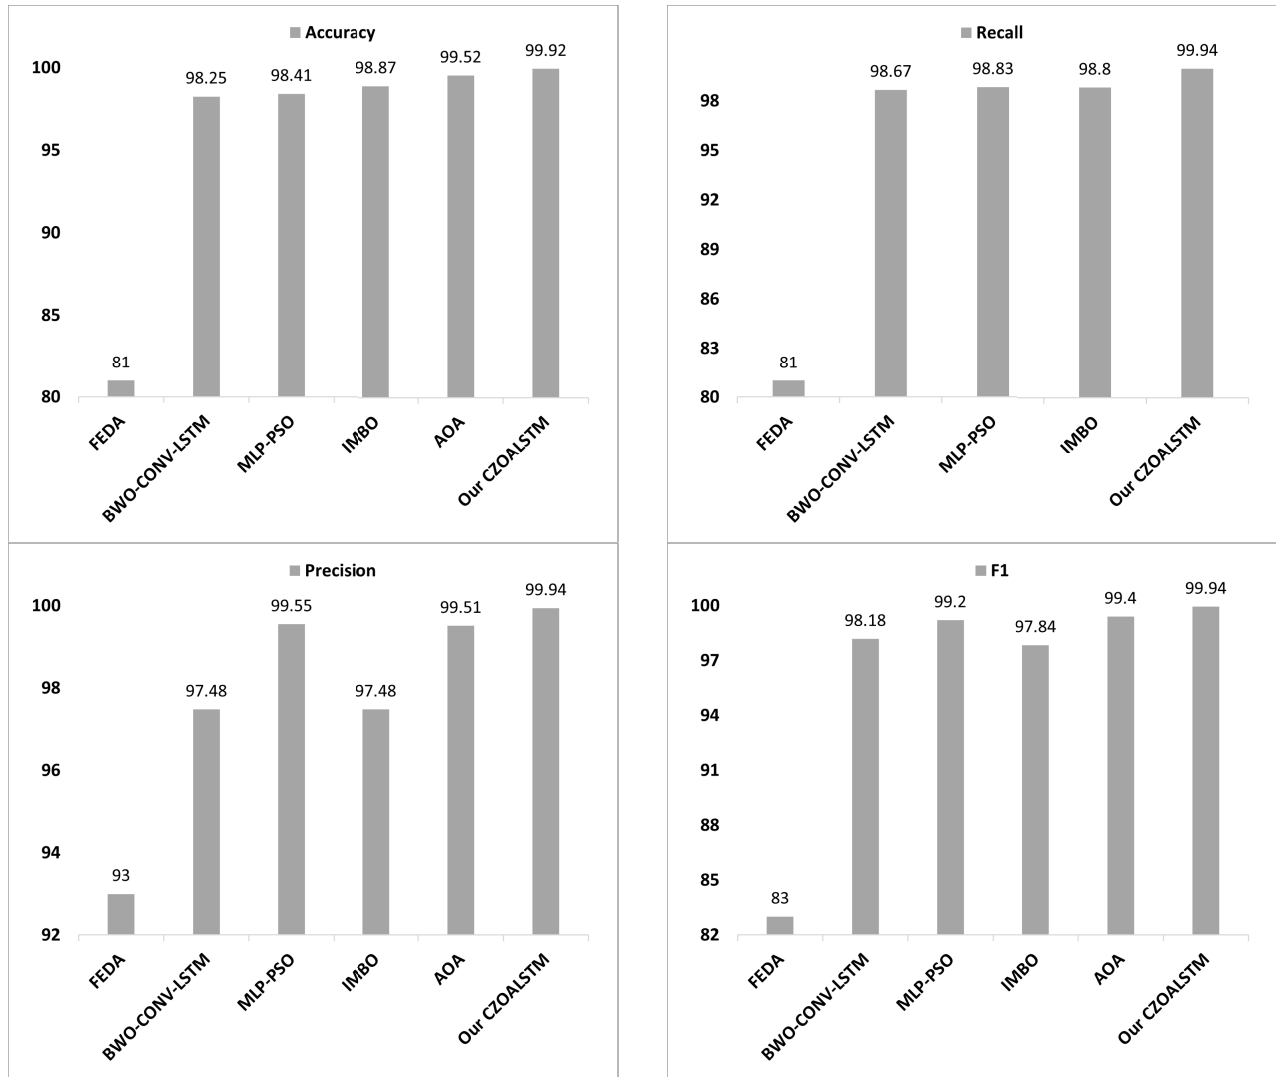 Accuracy
100
95
90
85
80
81
98.25
98.41
98.87
99.52
99.92
FEDA
BWO-CONV-LSTM
MLP-PSO
IMBO
AOA
Our CZOALSTM
Recall
98
95
92
89
86
83
80
81
98.67
98.83
98.8
99.94
FEDA
BWO-CONV-LSTM
MLP-PSO
IMBO
Our CZOALSTM
Precision
100
98
96
94
92
93
97.48
99.55
97.48
99.51
99.94
FEDA
BWO-CONV-LSTM
MLP-PSO
IMBO
AOA
Our CZOALSTM
F1
100
97
94
91
88
85
82
83
98.18
99.2
97.84
99.4
99.94
FEDA
BWO-CONV-LSTM
MLP-PSO
IMBO
AOA
Our CZOALSTM